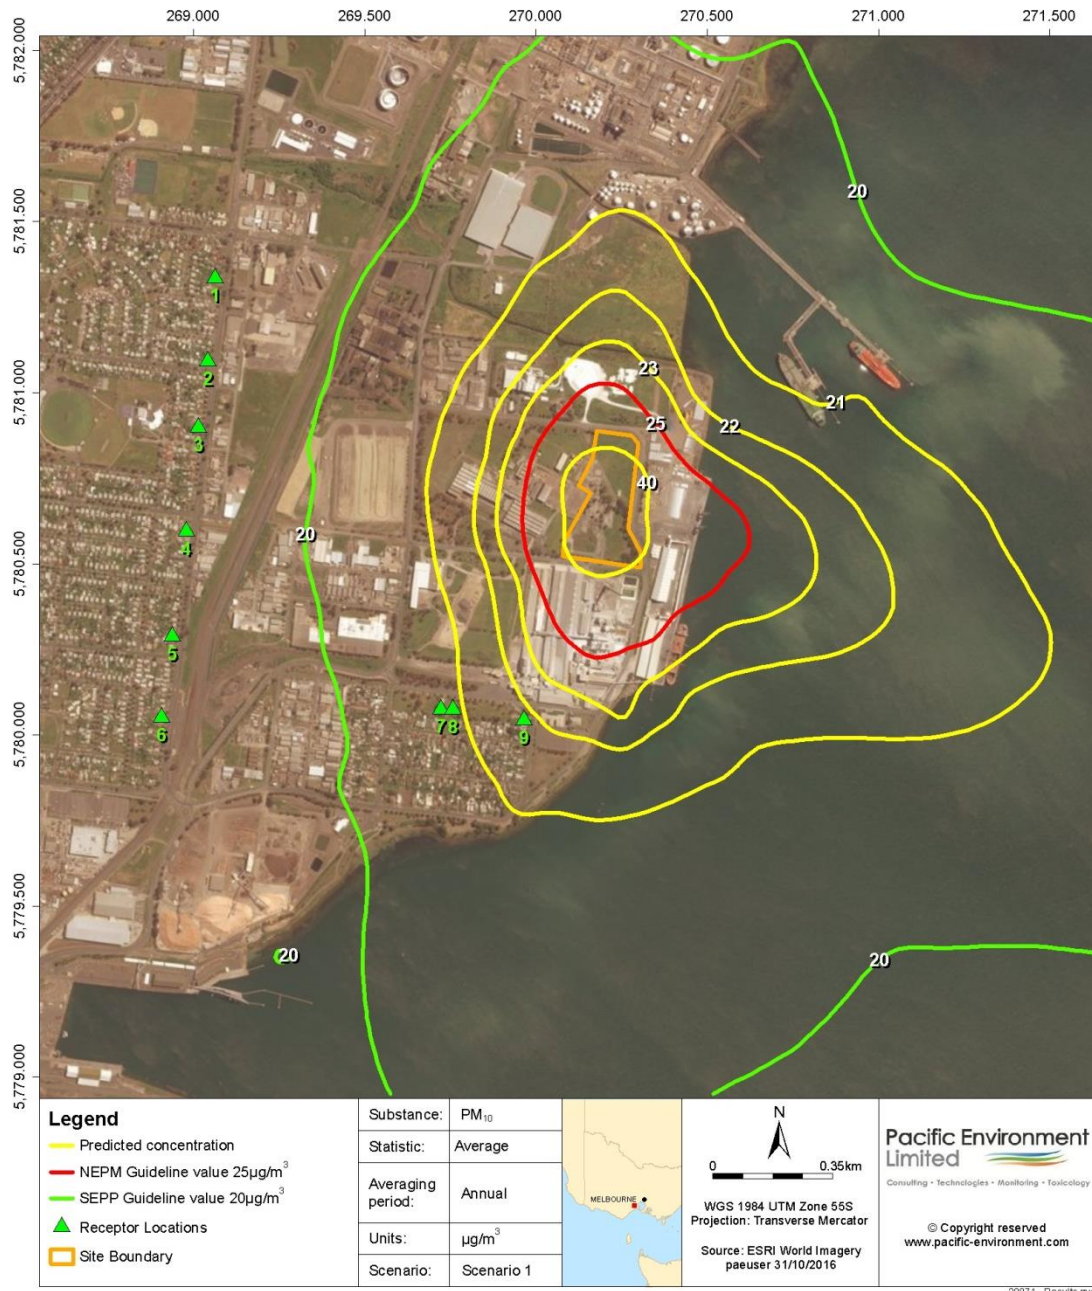 269.000 269.500 270.000 270.500 271.000 271.500
5,782.000
5,781.500
5,781.000
5,780.500
5,780.000
5,779.500
5,779.000
20
1
2
21
23
22
25
3
40
4
20
5
6
7 8 9
20
20
Legend
Predicted concentration
NEPM Guideline value 25µg/m³
SEPP Guideline value 20µg/m³
Receptor Locations
Site Boundary
Substance: PM₁₀
Statistic: Average
Averaging period: Annual
Units: µg/m³
Scenario: Scenario 1
MELBOURNE
N
0 0.35km
WGS 1984 UTM Zone 55S
Projection: Transverse Mercator
Source: ESRI World Imagery
paeuser 31/10/2016
Pacific Environment
Limited
Consulting • Technologies • Monitoring • Toxicology
© Copyright reserved
www.pacific-environment.com